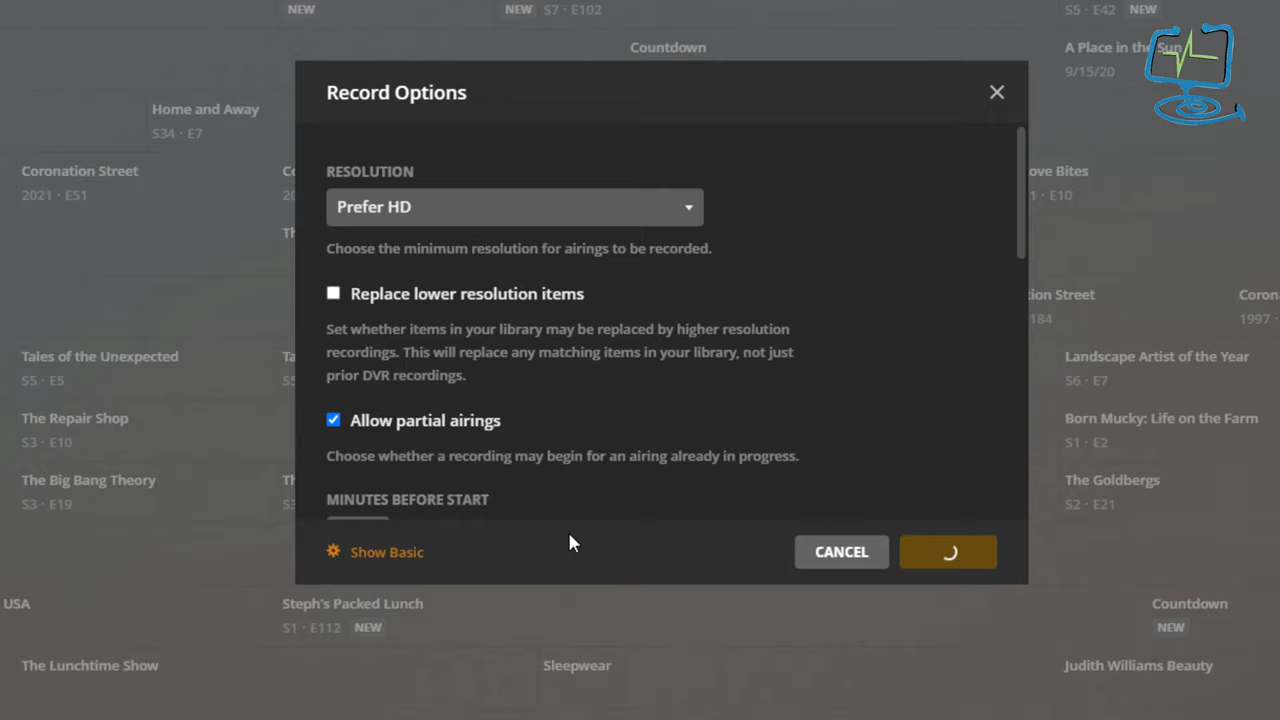 NEW
NEW S7 · E102
S5 · E42 NEW
Countdown
A Place in the Sun
9/15/20
Home and Away
S34 · E7
Coronation Street
2021 · E51
Record Options
RESOLUTION
Prefer HD
Choose the minimum resolution for airings to be recorded.
Replace lower resolution items
Set whether items in your library may be replaced by higher resolution
recordings. This will replace any matching items in your library, not just
prior DVR recordings.
Allow partial airings
Choose whether a recording may begin for an airing already in progress.
MINUTES BEFORE START
Show Basic
CANCEL
ove Bites
1 · E10
tion Street
184
Coron
1997 ·
Tales of the Unexpected
S5 · E5
Landscape Artist of the Year
S6 · E7
The Repair Shop
S3 · E10
Born Mucky: Life on the Farm
S1 · E2
The Big Bang Theory
S3 · E19
The Goldbergs
S2 · E21
USA
Steph's Packed Lunch
S1 · E112 NEW
Countdown
NEW
The Lunchtime Show
Sleepwear
Judith Williams Beauty